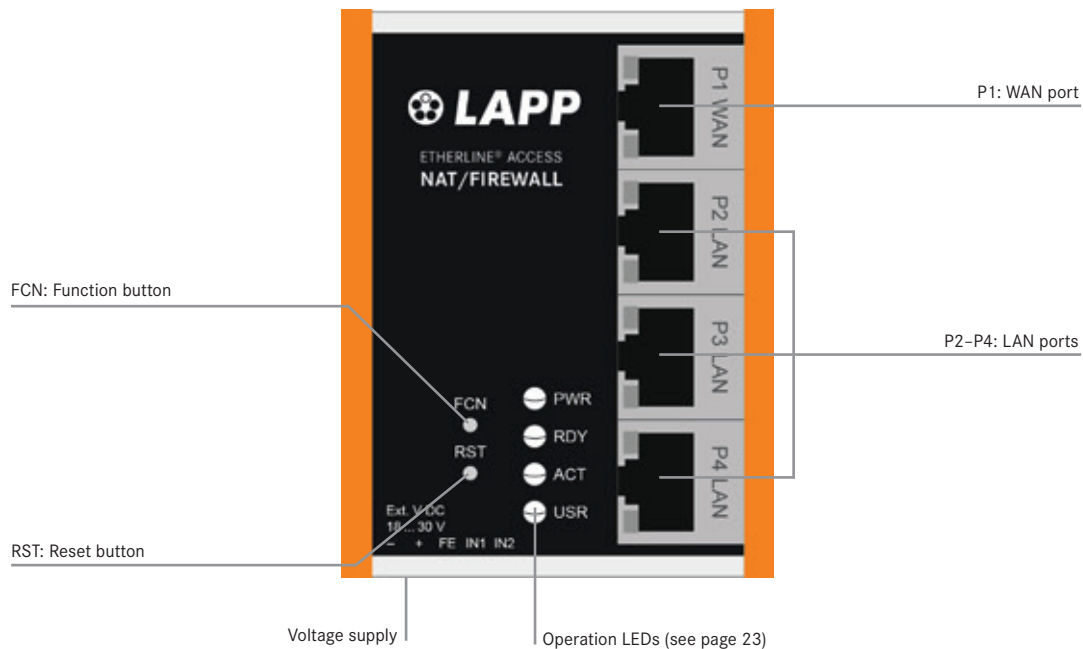 LAPP
ETHERLINE® ACCESS
NAT/FIREWALL
P1 WAN
P1: WAN port
P2 LAN
FCN: Function button
P3 LAN
P2–P4: LAN ports
FCN
PWR
RDY
RST
ACT
P4 LAN
Ext. V DC
18 ... 30 V
USR
– + FE IN1 IN2
RST: Reset button
Voltage supply
Operation LEDs (see page 23)